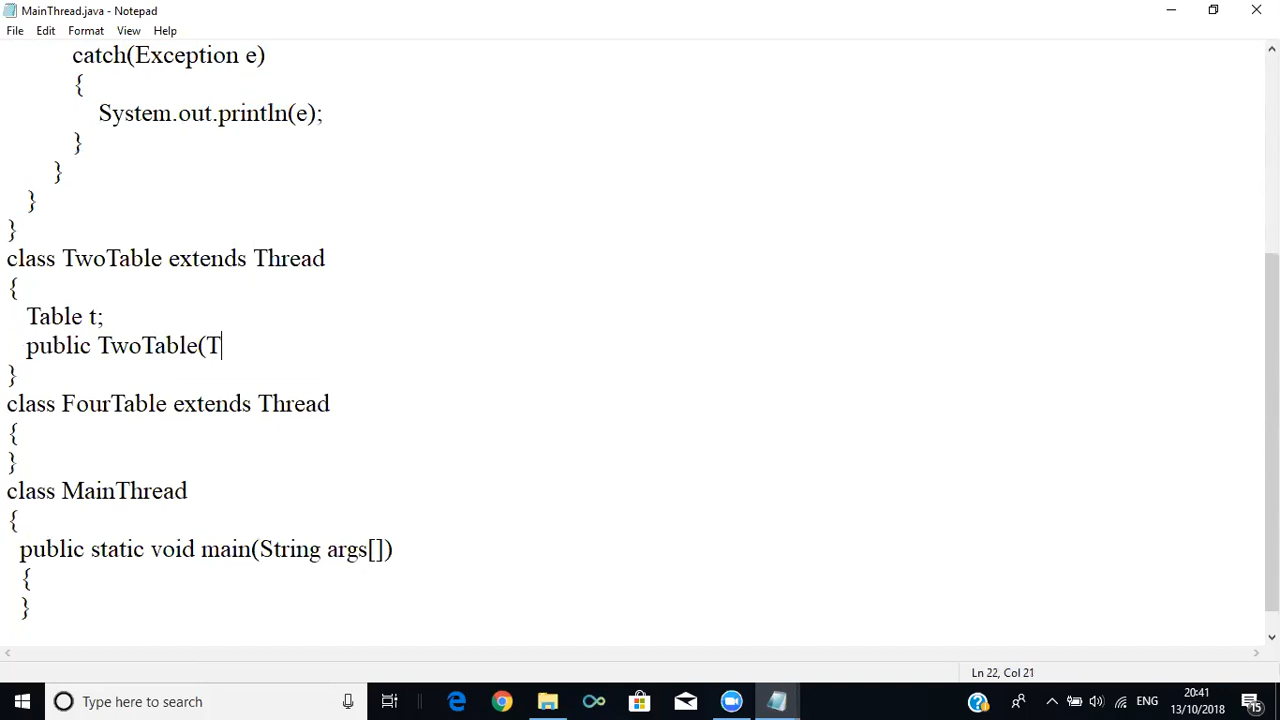 MainThread.java - Notepad
File Edit Format View Help
catch(Exception e)
{
System.out.println(e);
}
}
}
}
class TwoTable extends Thread
{
Table t;
public TwoTable(T
}
class FourTable extends Thread
{
}
class MainThread
{
public static void main(String args[])
{
}
Ln 22, Col 21
Type here to search
ENG
20:41
13/10/2018
15